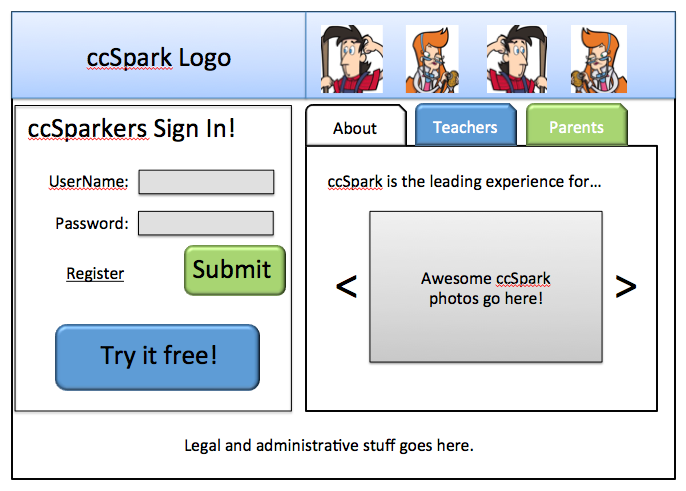 ccSpark Logo
ccSparkers Sign In!
UserName:
Password:
Register
Submit
Try it free!
About
Teachers
Parents
ccSpark is the leading experience for...
<
Awesome ccSpark
photos go here!
>
Legal and administrative stuff goes here.